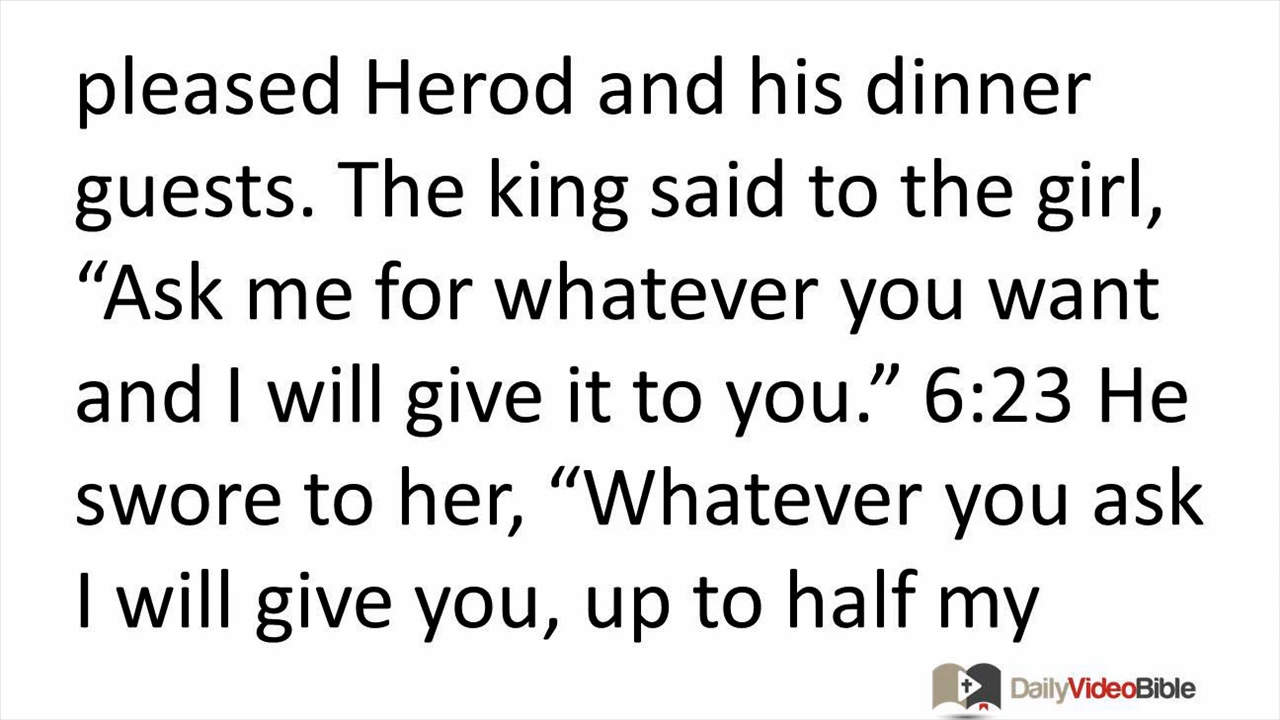 pleased Herod and his dinner
guests. The king said to the girl,
“Ask me for whatever you want
and I will give it to you.” 6:23 He
swore to her, “Whatever you ask
I will give you, up to half my
DailyVideoBible